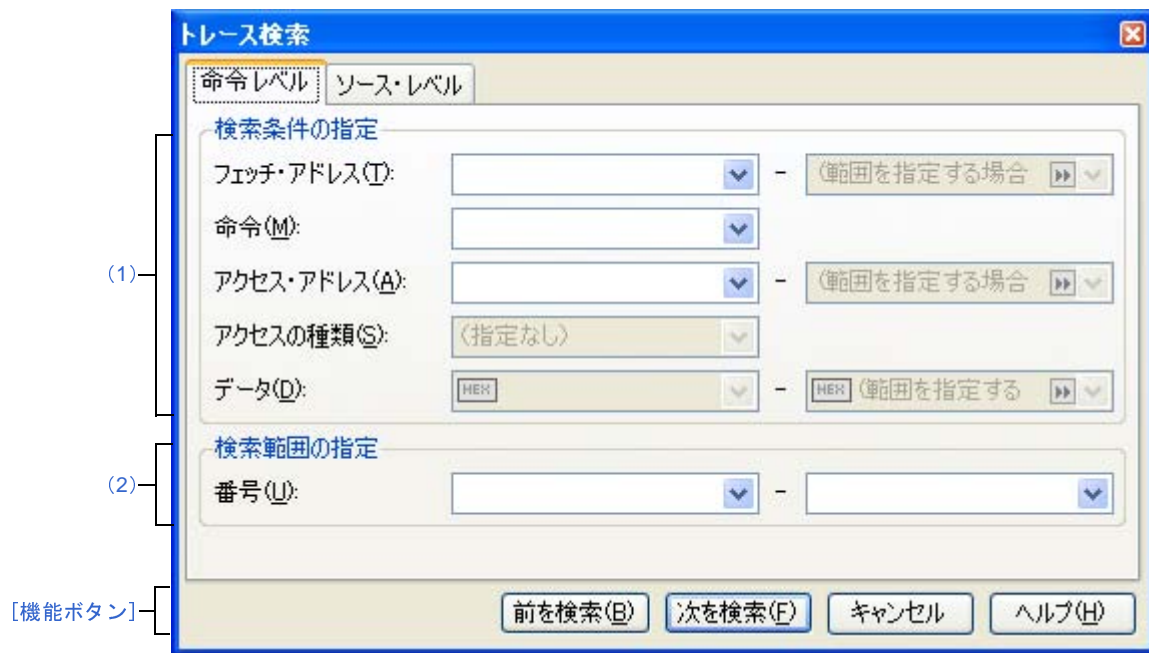 トレース検索
命令レベル ソース・レベル
検索条件の指定
フェッチ・アドレス(T): - (範囲を指定する場合
命令(M):
(1)
アクセス・アドレス(A): - (範囲を指定する場合
アクセスの種類(S): (指定なし)
データ(D): HEX - HEX (範囲を指定する
検索範囲の指定
(2)
番号(U): -
[機能ボタン]
前を検索(B) 次を検索(F) キャンセル ヘルプ(H)